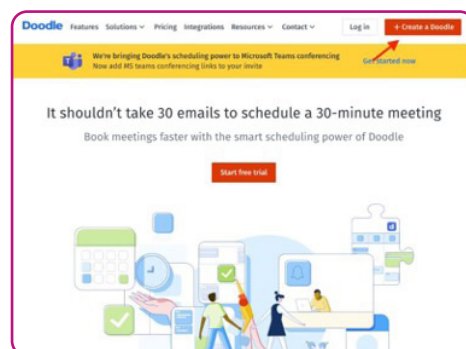 Doodle Features Solutions Pricing Integrations Resources Contact Log in + Create a Doodle
We're bringing Doodle's scheduling power to Microsoft Teams conferencing
Now add MS teams conferencing links to your invite
Get started now
It shouldn't take 30 emails to schedule a 30-minute meeting
Book meetings faster with the smart scheduling power of Doodle
Start free trial